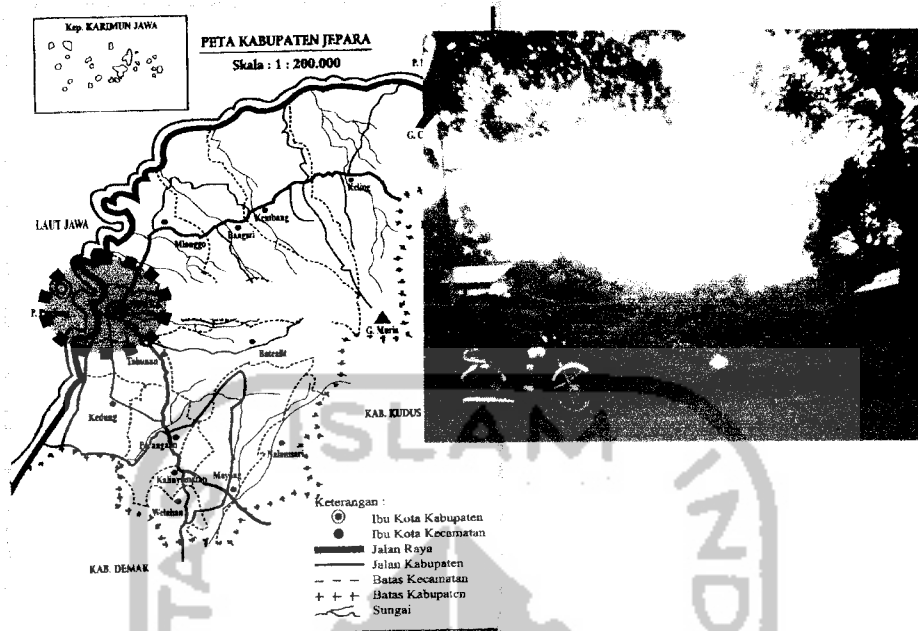 Kep. KARIMUN JAWA
PETA KABUPATEN JEPARA
Skala : 1 : 200.000
LAUT JAWA
Keling
Kembang
Bangsri
Mlonggo
G. Muria
Batealit
Tahunan
Kedung
KAB. KUDUS
Pecangaan
Nalumsari
Kalinyamatan
Mayong
Welahan
KAB. DEMAK
Keterangan :
Ibu Kota Kabupaten
Ibu Kota Kecamatan
Jalan Raya
Jalan Kabupaten
Batas Kecamatan
Batas Kabupaten
Sungai
ISLAM